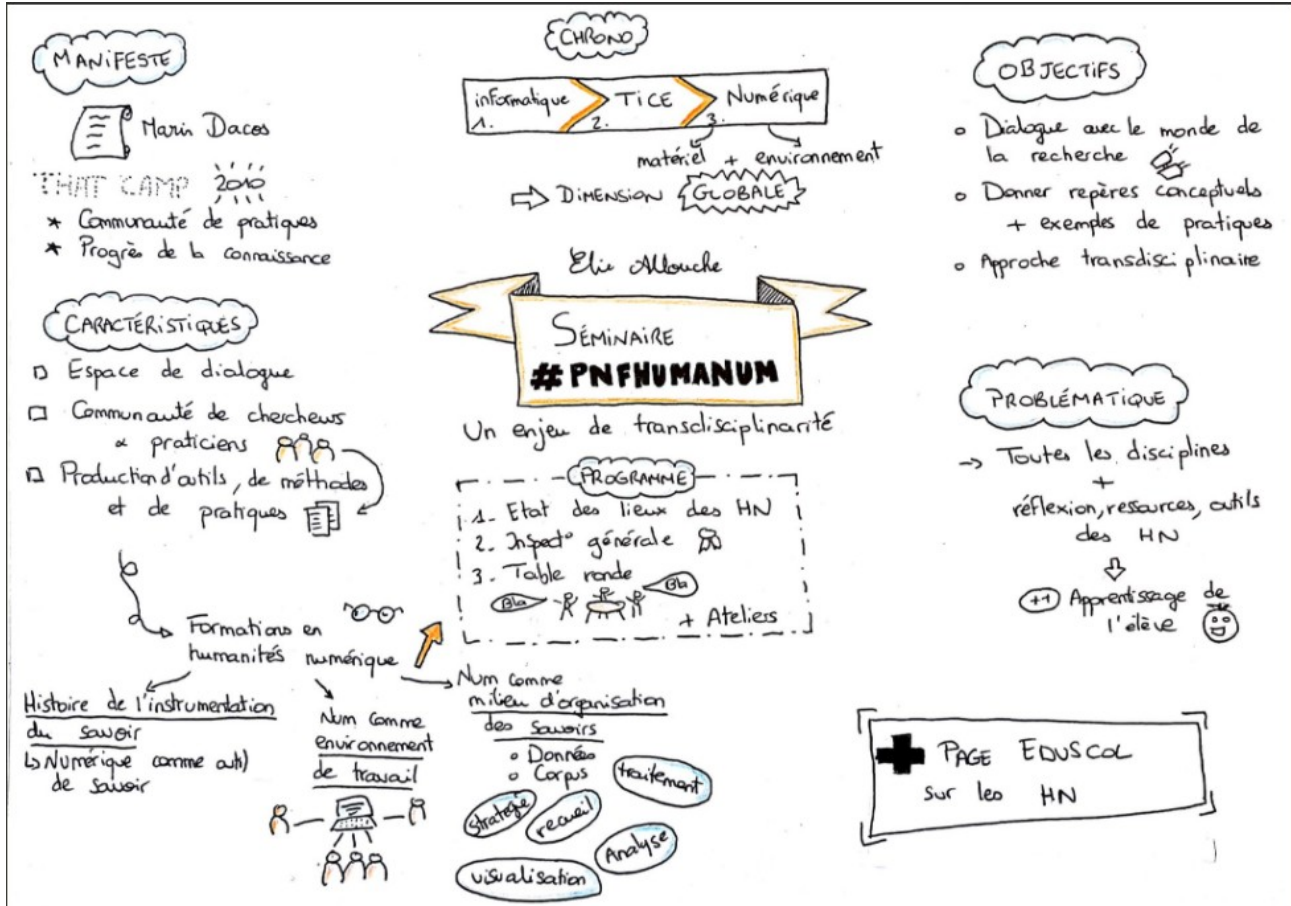 MANIFESTE
Marin Dacos
THAT CAMP 2010
* Communauté de pratiques
* Progrès de la connaissance
CARACTÉRISTIQUES
Espace de dialogue
Communauté de chercheurs
∝ praticiens
Production d'outils, de méthodes
et de pratiques
Formations en
humanités numérique
Histoire de l'instrumentation
du savoir
↳ Numérique comme outil
de savoir
Num comme
environnement
de travail
Num comme
milieu d'organisation
des savoirs
Données
Corpus
traitement
stratégie
recueil
Analyse
visualisation
CHRONO
informatique TICE Numérique
1. 2. 3.
matériel + environnement
⇨ DIMENSION GLOBALE
Elie Allouche
SÉMINAIRE
#PNFHUMANUM
Un enjeu de transdisciplinarité
PROGRAMME
1- Etat des lieux des HN
2. Inspect° générale
3. Table ronde
Bla Bla
+ Ateliers
OBJECTIFS
Dialogue avec le monde de
la recherche
Donner repères conceptuels
+ exemples de pratiques
Approche transdisciplinaire
PROBLÉMATIQUE
→ Toutes les disciplines
+
réflexion, ressources, outils
des HN
++ Apprentissage de
l'élève
+ PAGE EDUSCOL
sur les HN